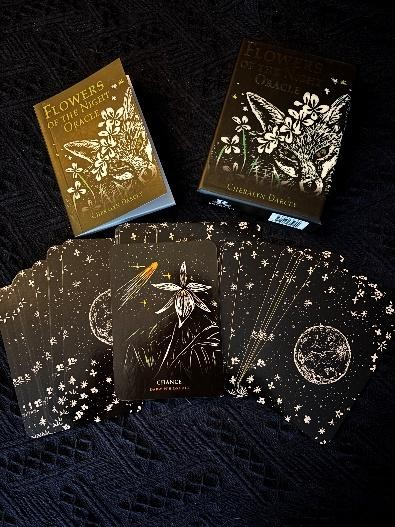 FLOWERS
OF THE NIGHT
ORACLE
CHERALYN DARCEY
FLOWERS
OF THE NIGHT
ORACLE
CHERALYN DARCEY
CHANCE